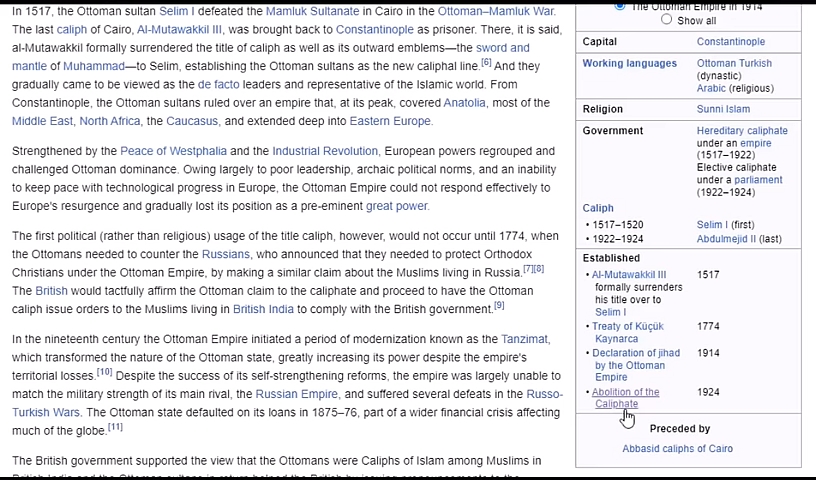 In 1517, the Ottoman sultan Selim I defeated the Mamluk Sultanate in Cairo in the Ottoman–Mamluk War.
The last caliph of Cairo, Al-Mutawakkil III, was brought back to Constantinople as prisoner. There, it is said,
al-Mutawakkil formally surrendered the title of caliph as well as its outward emblems—the sword and
mantle of Muhammad—to Selim, establishing the Ottoman sultans as the new caliphal line.[6] And they
gradually came to be viewed as the de facto leaders and representative of the Islamic world. From
Constantinople, the Ottoman sultans ruled over an empire that, at its peak, covered Anatolia, most of the
Middle East, North Africa, the Caucasus, and extended deep into Eastern Europe.
Strengthened by the Peace of Westphalia and the Industrial Revolution, European powers regrouped and
challenged Ottoman dominance. Owing largely to poor leadership, archaic political norms, and an inability
to keep pace with technological progress in Europe, the Ottoman Empire could not respond effectively to
Europe's resurgence and gradually lost its position as a pre-eminent great power.
The first political (rather than religious) usage of the title caliph, however, would not occur until 1774, when
the Ottomans needed to counter the Russians, who announced that they needed to protect Orthodox
Christians under the Ottoman Empire, by making a similar claim about the Muslims living in Russia.[7][8]
The British would tactfully affirm the Ottoman claim to the caliphate and proceed to have the Ottoman
caliph issue orders to the Muslims living in British India to comply with the British government.[9]
In the nineteenth century the Ottoman Empire initiated a period of modernization known as the Tanzimat,
which transformed the nature of the Ottoman state, greatly increasing its power despite the empire's
territorial losses.[10] Despite the success of its self-strengthening reforms, the empire was largely unable to
match the military strength of its main rival, the Russian Empire, and suffered several defeats in the Russo-
Turkish Wars. The Ottoman state defaulted on its loans in 1875–76, part of a wider financial crisis affecting
much of the globe.[11]
The British government supported the view that the Ottomans were Caliphs of Islam among Muslims in
The Ottoman Empire in 1914
Show all
Capital Constantinople
Working languages Ottoman Turkish
(dynastic)
Arabic (religious)
Religion Sunni Islam
Government Hereditary caliphate
under an empire
(1517–1922)
Elective caliphate
under a parliament
(1922–1924)
Caliph
• 1517–1520 Selim I (first)
• 1922–1924 Abdulmejid II (last)
Established
• Al-Mutawakkil III 1517
formally surrenders
his title over to
Selim I
• Treaty of Küçük 1774
Kaynarca
• Declaration of jihad 1914
by the Ottoman
Empire
• Abolition of the 1924
Caliphate
Preceded by
Abbasid caliphs of Cairo